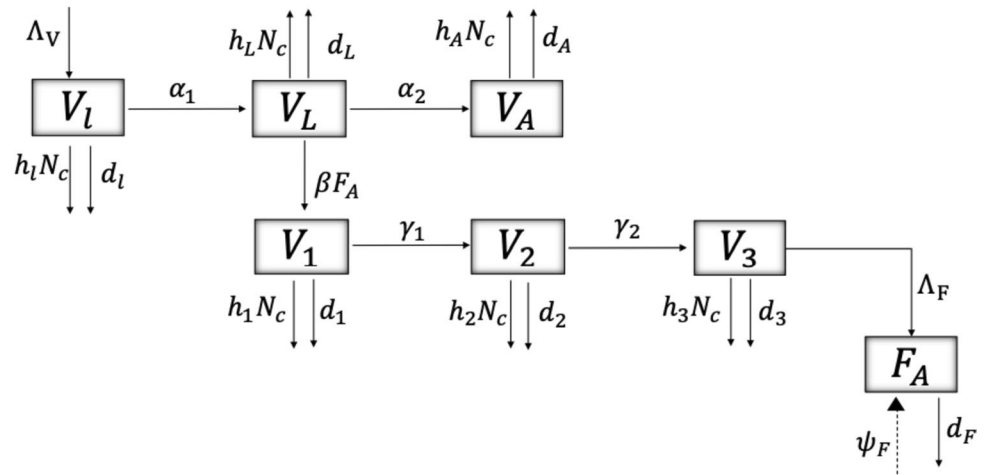 Λ_V
h_L N_c d_L
h_A N_c d_A
V_l α_1 V_L α_2 V_A
h_l N_c d_l
βF_A
V_1 γ_1 V_2 γ_2 V_3
h_1 N_c d_1
h_2 N_c d_2
h_3 N_c d_3
Λ_F
F_A
ψ_F d_F